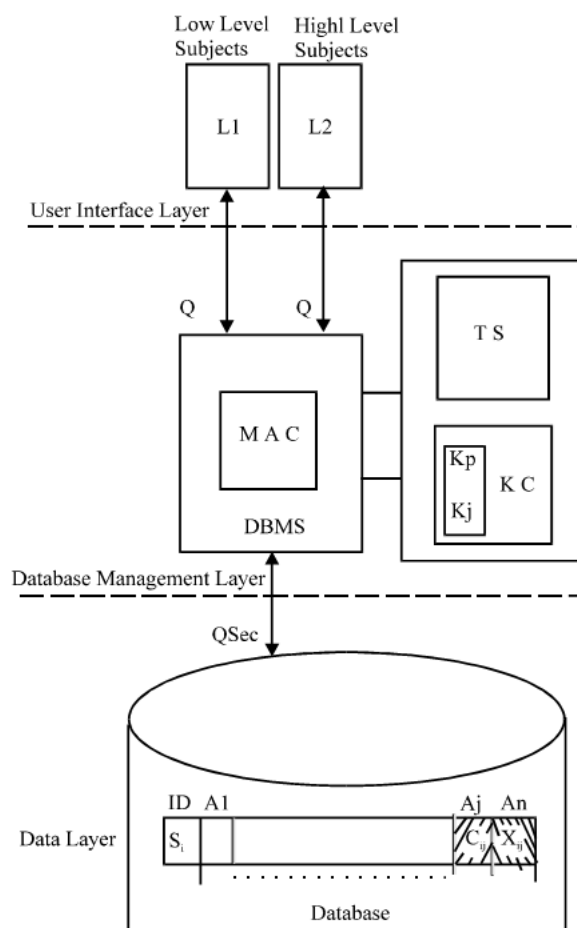 Low Level
Subjects
Highl Level
Subjects
L1
L2
User Interface Layer
Q
Q
T S
M A C
Kp
K C
Kj
DBMS
Database Management Layer
QSec
ID A1 Aj An
Data Layer
Si Cij Xij
. . . . . . . . . . . . . .
Database